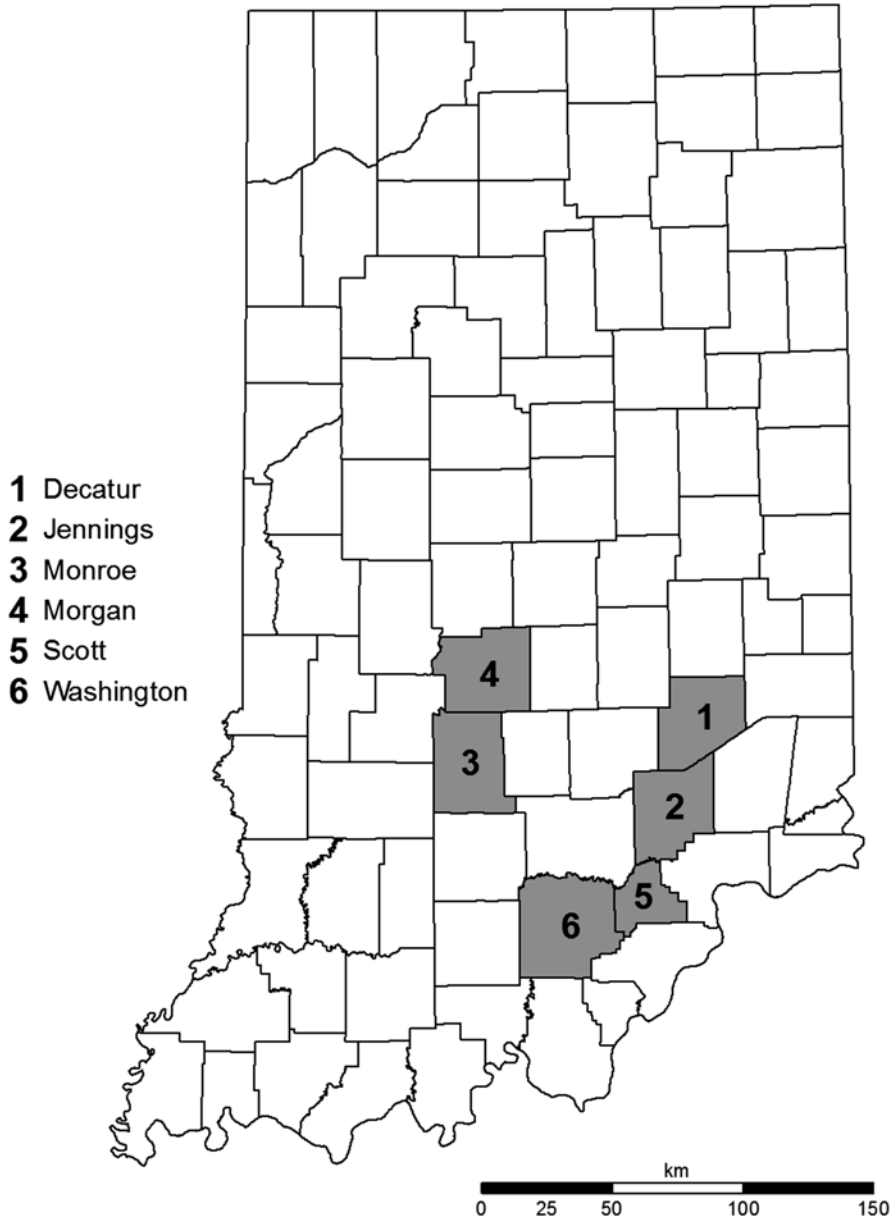 1 Decatur
2 Jennings
3 Monroe
4 Morgan
5 Scott
6 Washington
4
1
3
2
5
6
km
0 25 50 100 150